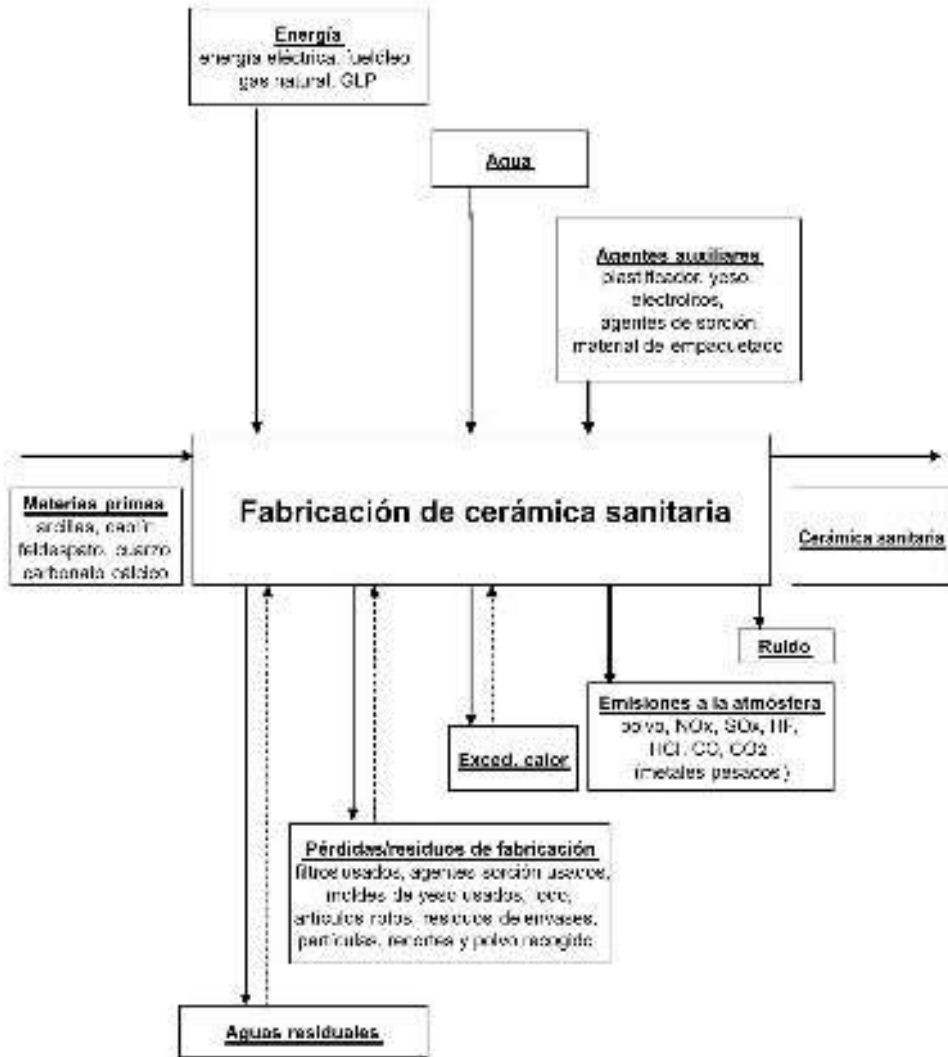 Energía
energía eléctrica, fuelóleo
gas natural, GLP
Agua
Agentes auxiliares
plastificador, yeso,
electrolitos,
agentes de sorción,
material de empaquetado
Materias primas
arcillas, caolín
feldespato, cuarzo
carbonato cálcico
Fabricación de cerámica sanitaria
Cerámica sanitaria
Ruido
Emisiones a la atmósfera
polvo, NOx, SOx, HF,
HCl, CO, CO2
(metales pesados)
Exced. calor
Pérdidas/residuos de fabricación
filtros usados, agentes sorción usados,
moldes de yeso usados, lodo,
artículos rotos, residuos de envases,
partículas, recortes y polvo recogido
Aguas residuales